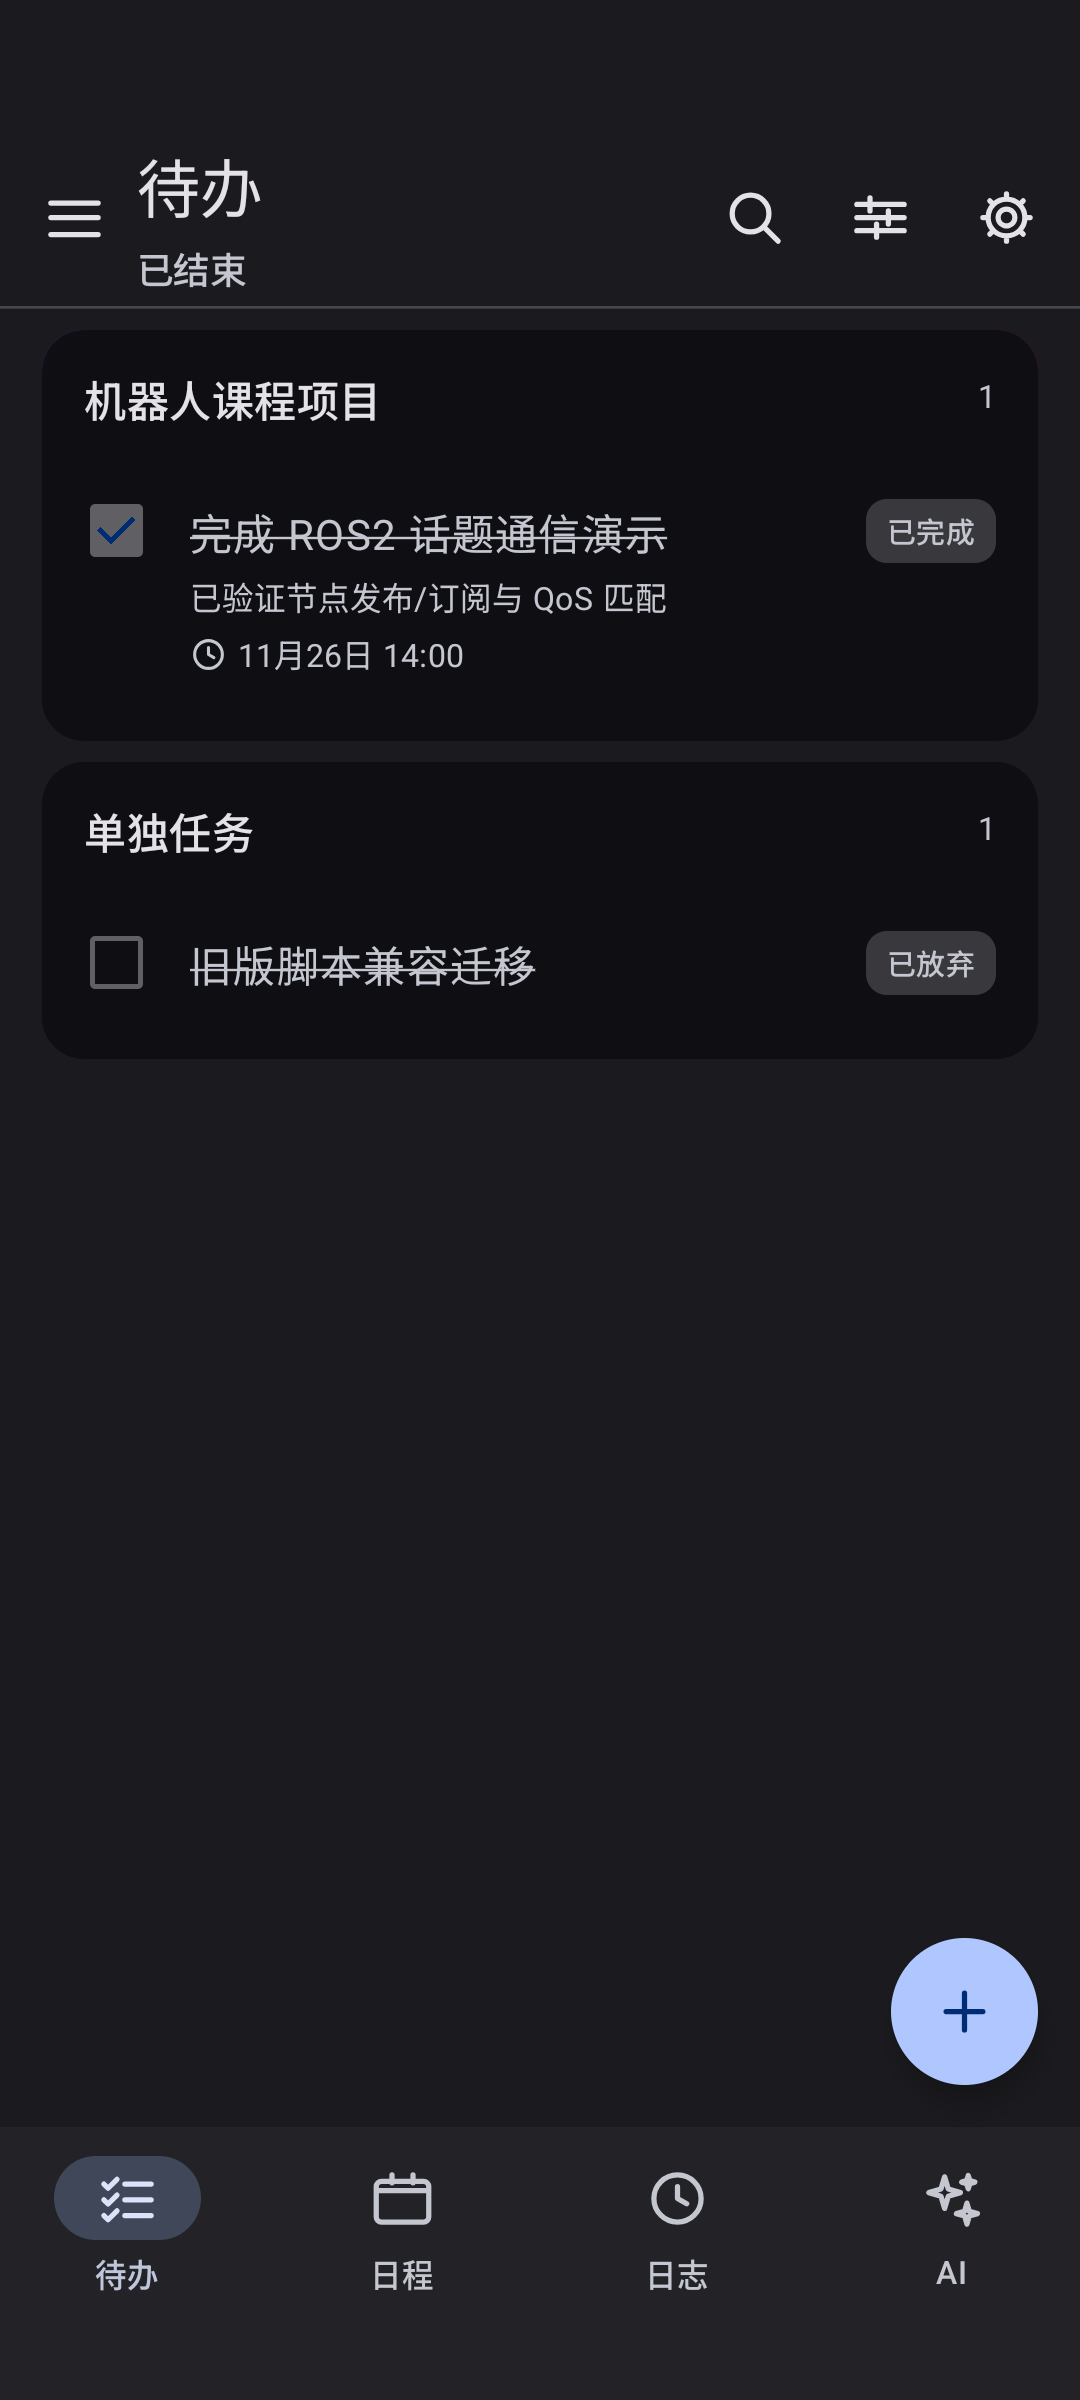 待办
已结束
机器人课程项目
1
完成 ROS2 话题通信演示
已完成
已验证节点发布/订阅与 QoS 匹配
11月26日 14:00
单独任务
1
旧版脚本兼容迁移
已放弃
待办
日程
日志
AI